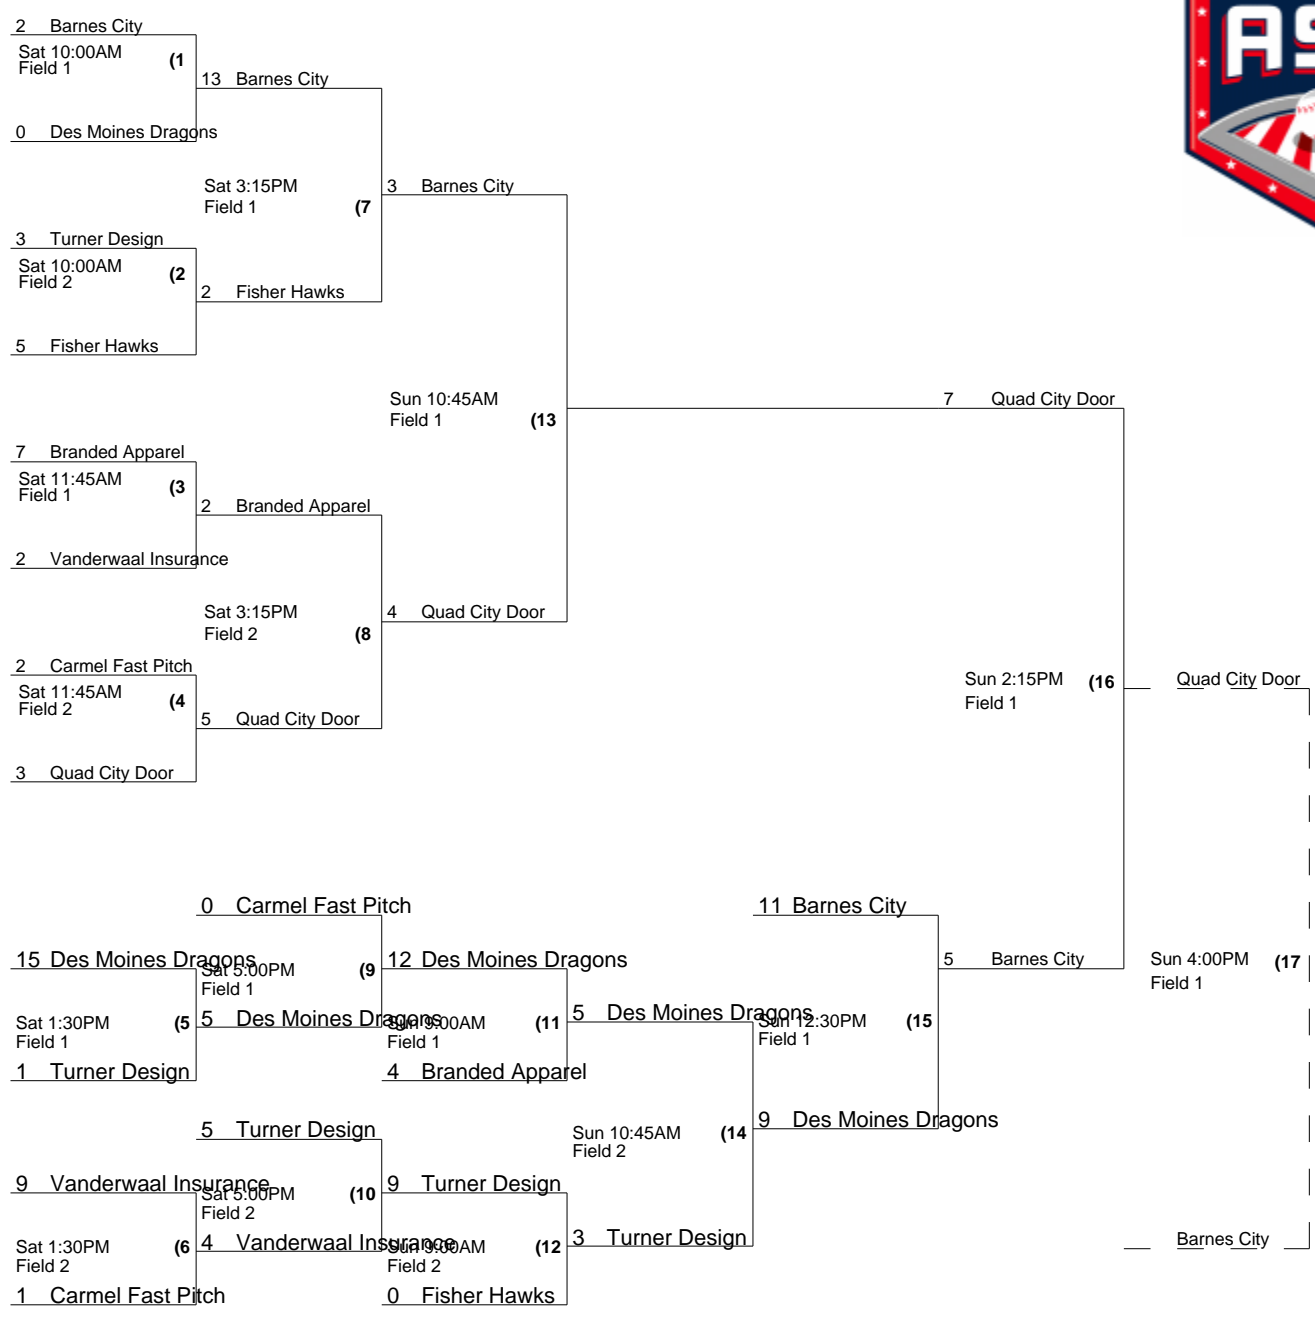 2 Barnes City
Sat 10:00AM
Field 1
(1
0 Des Moines Dragons
13 Barnes City
Sat 3:15PM
Field 1
(7
3 Barnes City
3 Turner Design
Sat 10:00AM
Field 2
(2
2 Fisher Hawks
5 Fisher Hawks
Sun 10:45AM
Field 1
(13
7 Quad City Door
7 Branded Apparel
Sat 11:45AM
Field 1
(3
2 Branded Apparel
2 Vanderwaal Insurance
Sat 3:15PM
Field 2
(8
4 Quad City Door
2 Carmel Fast Pitch
Sat 11:45AM
Field 2
(4
5 Quad City Door
3 Quad City Door
Sun 2:15PM
Field 1
(16
Quad City Door
0 Carmel Fast Pitch
11 Barnes City
15 Des Moines Dragons
Sat 5:00PM
Field 1
(9
12 Des Moines Dragons
5 Barnes City
Sun 4:00PM
Field 1
(17
Sat 1:30PM
Field 1
(5
5 Des Moines Dragons
Sun 9:00AM
Field 1
(11
5 Des Moines Dragons
Sun 12:30PM
Field 1
(15
1 Turner Design
4 Branded Apparel
5 Turner Design
Sun 10:45AM
Field 2
(14
9 Des Moines Dragons
9 Vanderwaal Insurance
Sat 5:00PM
Field 2
(10
9 Turner Design
Sat 1:30PM
Field 2
(6
4 Vanderwaal Insurance
Sun 9:00AM
Field 2
(12
3 Turner Design
Barnes City
1 Carmel Fast Pitch
0 Fisher Hawks